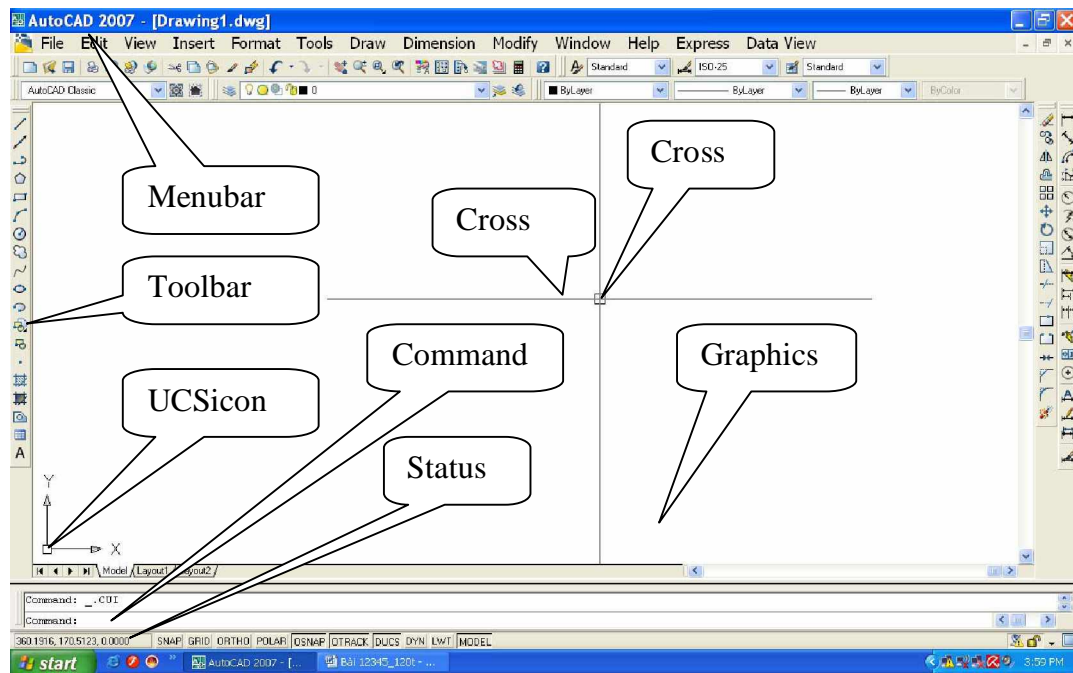 AutoCAD 2007 - [Drawing1.dwg]
File Edit View Insert Format Tools Draw Dimension Modify Window Help Express Data View
Standard ISO-25 Standard
AutoCAD Classic 0 ByLayer ByLayer ByLayer ByColor
Cross
Menubar
Cross
Toolbar
Command
Graphics
UCSicon
Status
A
A
Y
X
Model Layout1 Layout2
Command: _.CUI
Command:
360.1916, 170.5123, 0.0000 SNAP GRID ORTHO POLAR OSNAP OTRACK DUCS DYN LWT MODEL
start AutoCAD 2007 - [... Bài 12345_120t - ... 3:59 PM